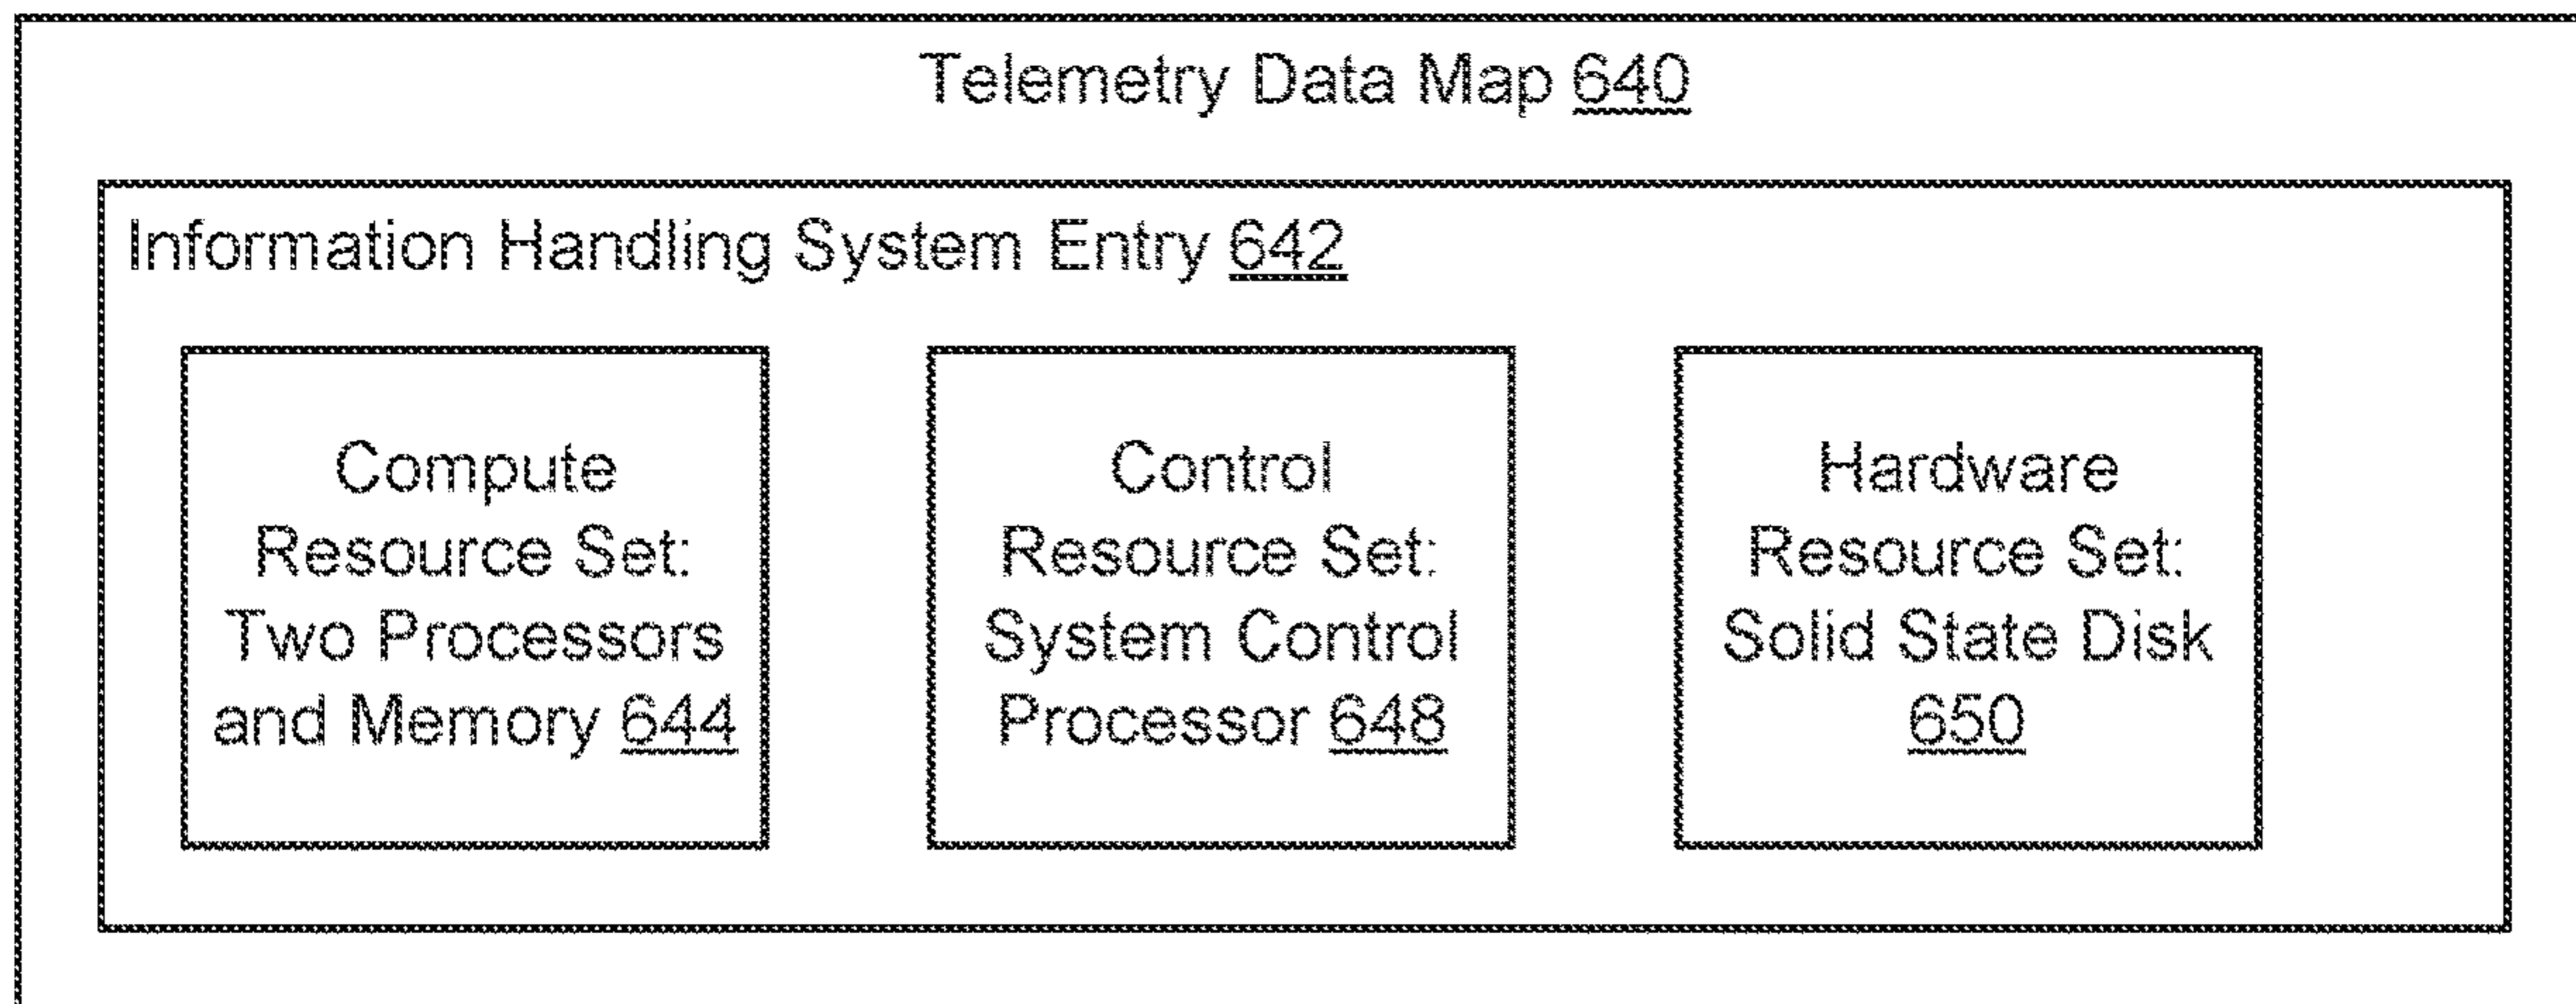 Telemetry Data Map 640
Information Handling System Entry 642
Compute
Resource Set:
Two Processors
and Memory 644
Control
Resource Set:
System Control
Processor 648
Hardware
Resource Set:
Solid State Disk
650